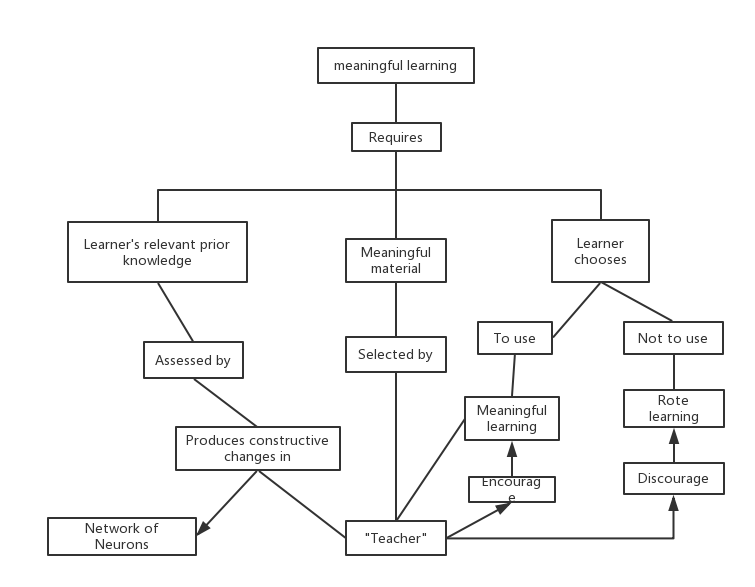 meaningful learning
Requires
Learner's relevant prior
knowledge
Meaningful
material
Learner
chooses
To use
Not to use
Assessed by
Selected by
Meaningful
learning
Rote
learning
Produces constructive
changes in
Encourag
e
Discourage
Network of
Neurons
"Teacher"